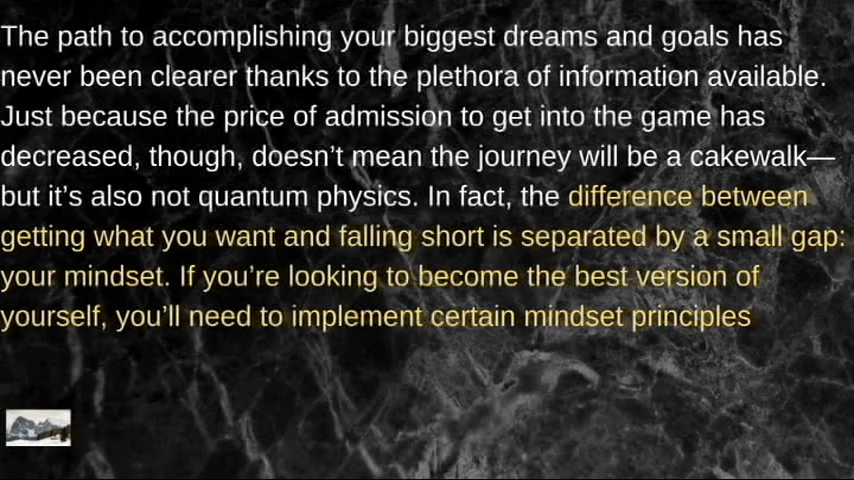 The path to accomplishing your biggest dreams and goals has
never been clearer thanks to the plethora of information available.
Just because the price of admission to get into the game has
decreased, though, doesn’t mean the journey will be a cakewalk—
but it’s also not quantum physics. In fact, the difference between
getting what you want and falling short is separated by a small gap:
your mindset. If you’re looking to become the best version of
yourself, you’ll need to implement certain mindset principles